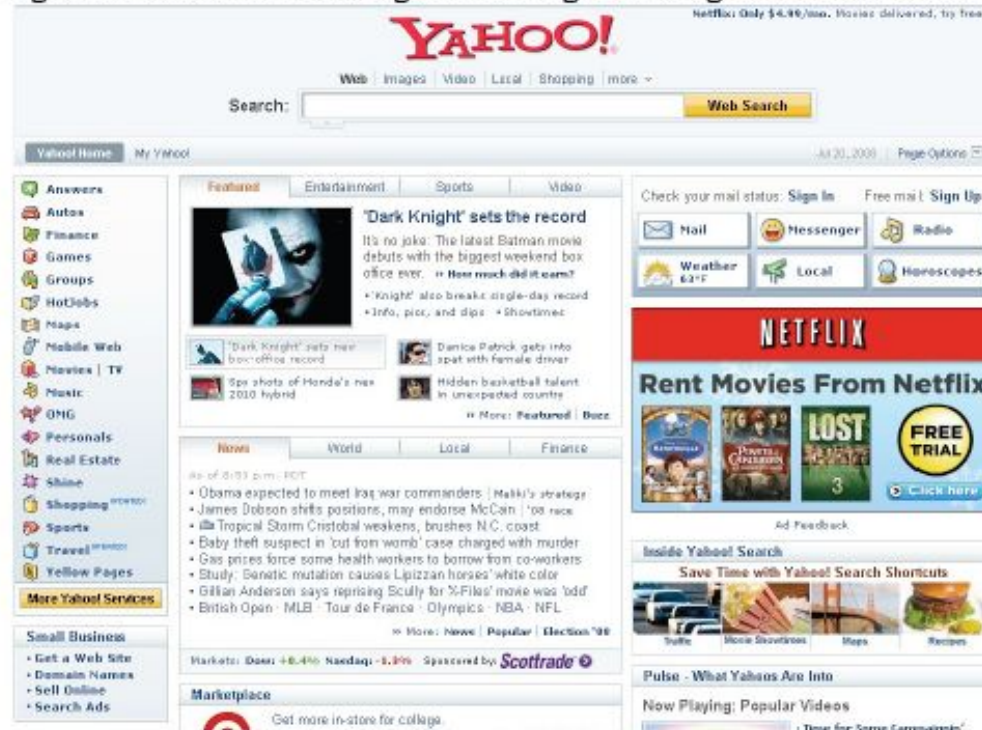 Netflix: Only $4.99/mo. Movies delivered, try free
YAHOO!
Web | Images | Video | Local | Shopping | more
Search:
Web Search
Yahoo! Home
My Yahoo!
Jul 20, 2008 | Page Options
Answers
Autos
Finance
Games
Groups
HotJobs
Maps
Mobile Web
Movies | TV
Music
OMG
Personals
Real Estate
Shine
Shopping
Sports
Travel
Yellow Pages
More Yahoo! Services
Small Business
• Get a Web Site
• Domain Names
• Sell Online
• Search Ads
Featured
Entertainment
Sports
Video
'Dark Knight' sets the record
It's no joke: The latest Batman movie
debuts with the biggest weekend box
office ever. » How much did it earn?
• 'Knight' also breaks single-day record
• Info, pics, and clips • Showtimes
'Dark Knight' sets new
box-office record
Danica Patrick gets into
spat with female driver
Spy shots of Honda's new
2010 hybrid
Hidden basketball talent
in unexpected country
» More: Featured | Buzz
News
World
Local
Finance
As of 8:53 p.m. PDT
• Obama expected to meet Iraq war commanders | Maliki's strategy
• James Dobson shifts positions, may endorse McCain | '08 race
• Tropical Storm Cristobal weakens, brushes N.C. coast
• Baby theft suspect in 'cut from womb' case charged with murder
• Gas prices force some health workers to borrow from co-workers
• Study: Genetic mutation causes Lipizzan horses' white color
• Gillian Anderson says reprising Scully for 'X-Files' movie was 'odd'
• British Open · MLB · Tour de France · Olympics · NBA · NFL
» More: News | Popular | Election '08
Markets: Dow: +0.4% Nasdaq: -1.3% Sponsored by: Scottrade
Marketplace
Get more in-store for college.
Check your mail status: Sign In
Free mail: Sign Up
Mail
Messenger
Radio
Weather
63°F
Local
Horoscopes
NETFLIX
Rent Movies From Netflix
LOST
3
FREE
TRIAL
Click here
Ad Feedback
Inside Yahoo! Search
Save Time with Yahoo! Search Shortcuts
Traffic
Movie Showtimes
Maps
Recipes
Pulse - What Yahoos Are Into
Now Playing: Popular Videos